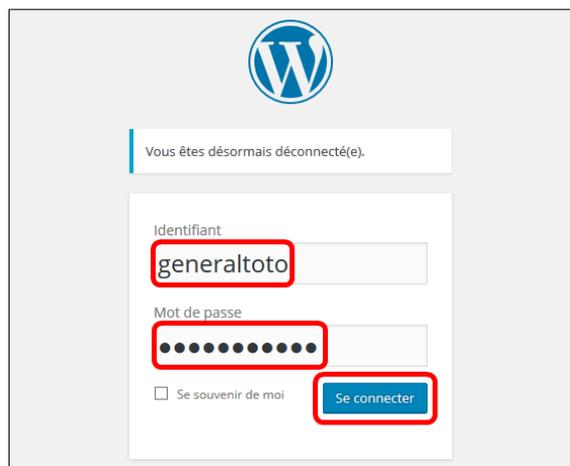 Vous êtes désormais déconnecté(e).
Identifiant
generaltoto
Mot de passe
●●●●●●●●●●●
Se souvenir de moi
Se connecter